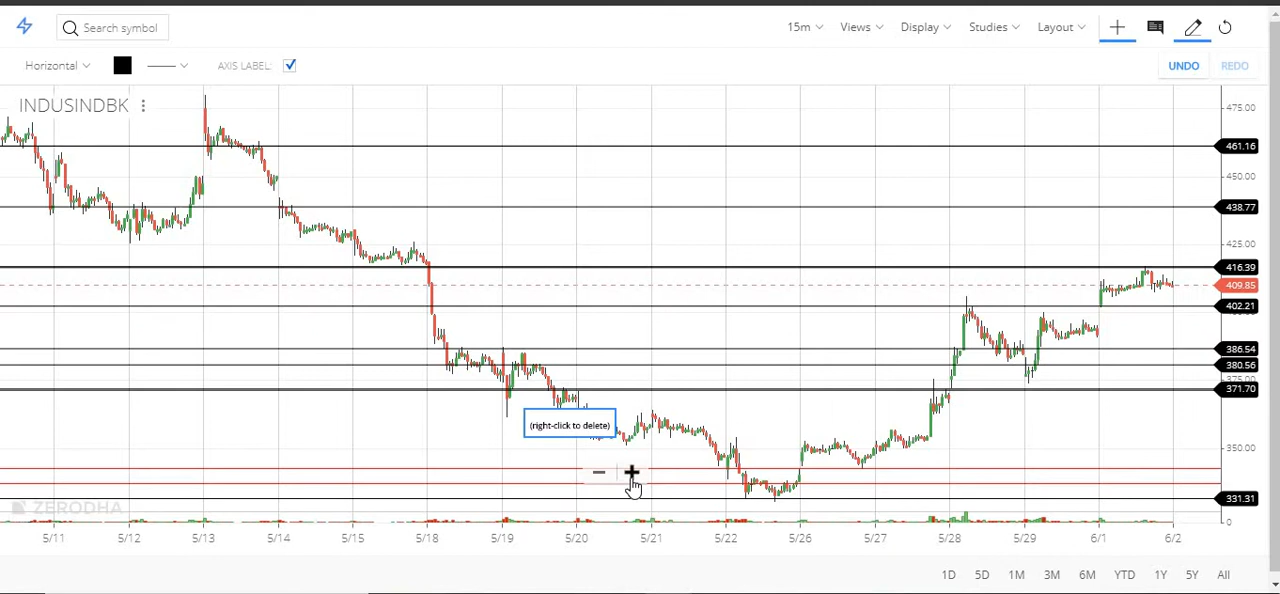 Search symbol
15m Views Display Studies Layout
Horizontal AXIS LABEL: UNDO REDO
INDUSINDBK
475.00
461.16
450.00
438.77
425.00
416.39
409.85
402.21
386.54
380.56
375.00
371.70
(right-click to delete)
350.00
331.31
ZERODHA
0
5/11 5/12 5/13 5/14 5/15 5/18 5/19 5/20 5/21 5/22 5/26 5/27 5/28 5/29 6/1 6/2
1D 5D 1M 3M 6M YTD 1Y 5Y All